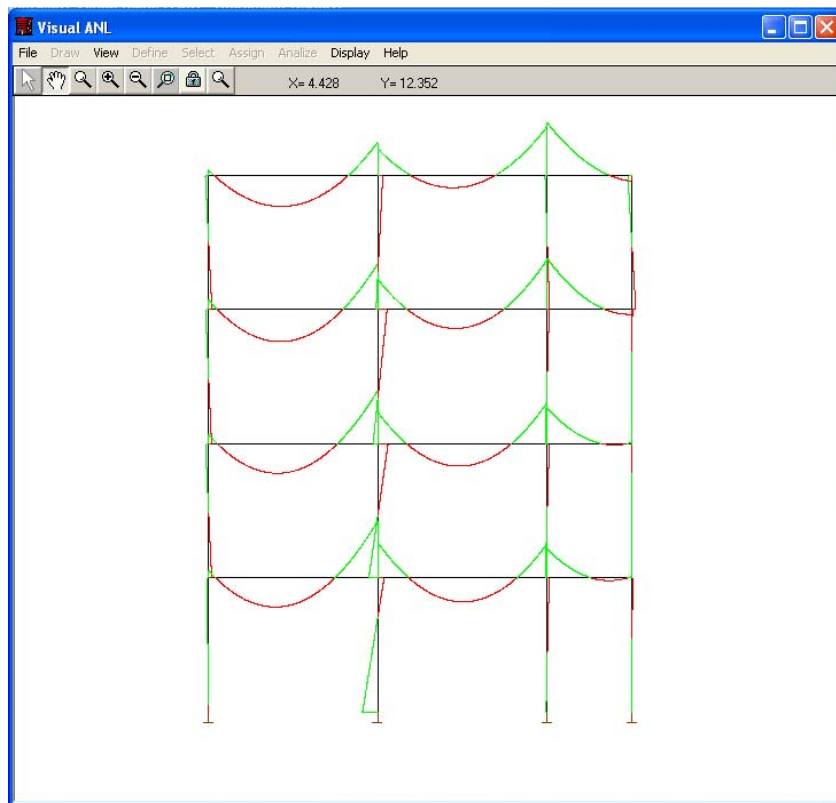 Visual ANL
File Draw View Define Select Assign Analize Display Help
X= 4.428 Y= 12.352